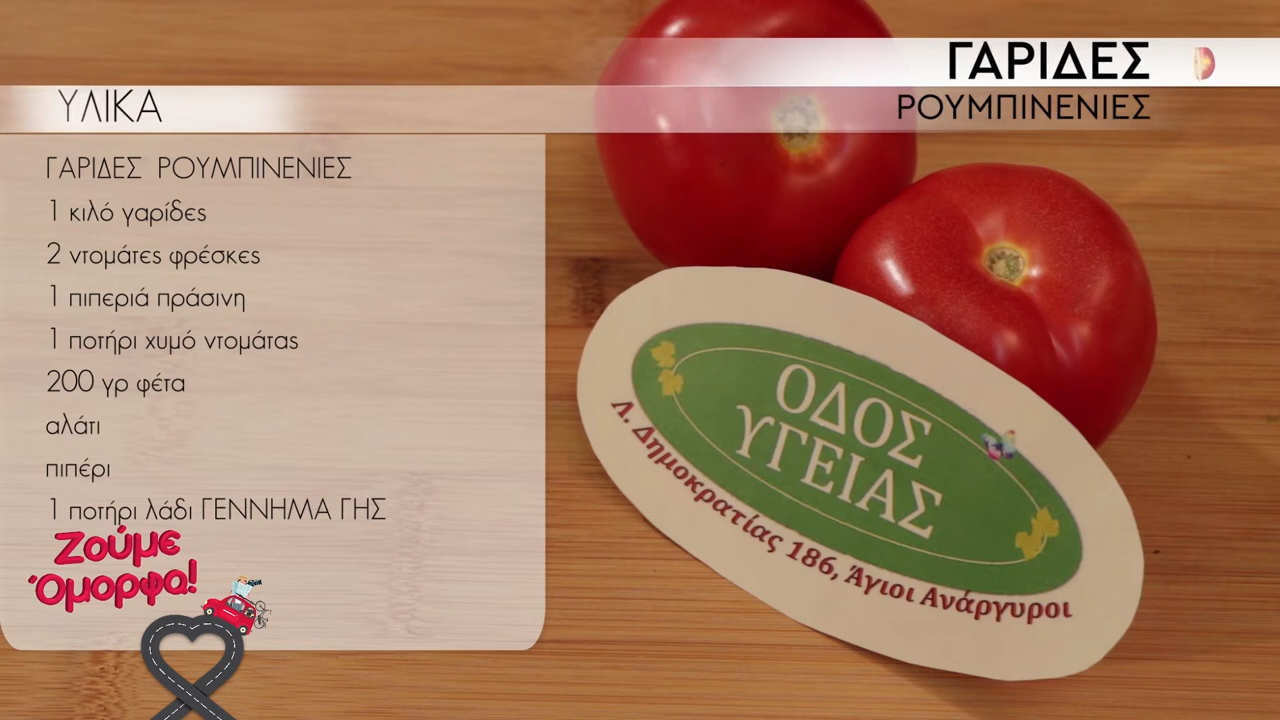 ΓΑΡΙΔΕΣ
ΡΟΥΜΠΙΝΕΝΙΕΣ
ΥΛΙΚΑ
ΓΑΡΙΔΕΣ ΡΟΥΜΠΙΝΕΝΙΕΣ
1 κιλό γαρίδες
2 ντομάτες φρέσκες
1 πιπεριά πράσινη
1 ποτήρι χυμό ντομάτας
200 γρ φέτα
αλάτι
πιπέρι
1 ποτήρι λάδι ΓΕΝΝΗΜΑ ΓΗΣ
Ζούμε
Όμορφα!
ΟΔΟΣ
ΥΓΕΙΑΣ
Λ. Δημοκρατίας 186, Άγιοι Ανάργυροι